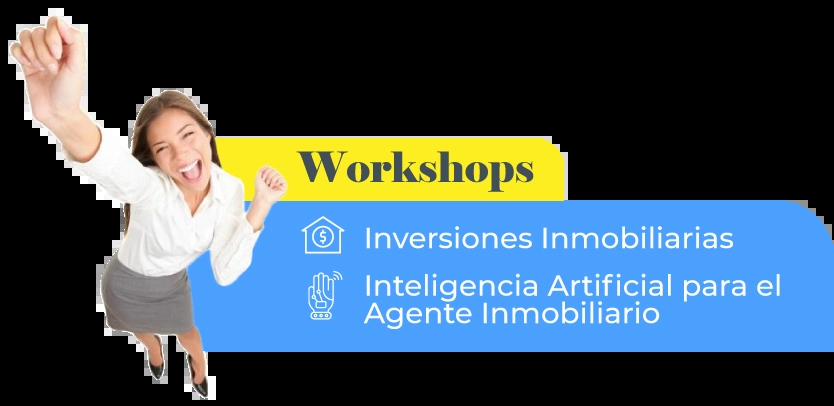 Workshops
Inversiones Inmobiliarias
Inteligencia Artificial para el
Agente Inmobiliario